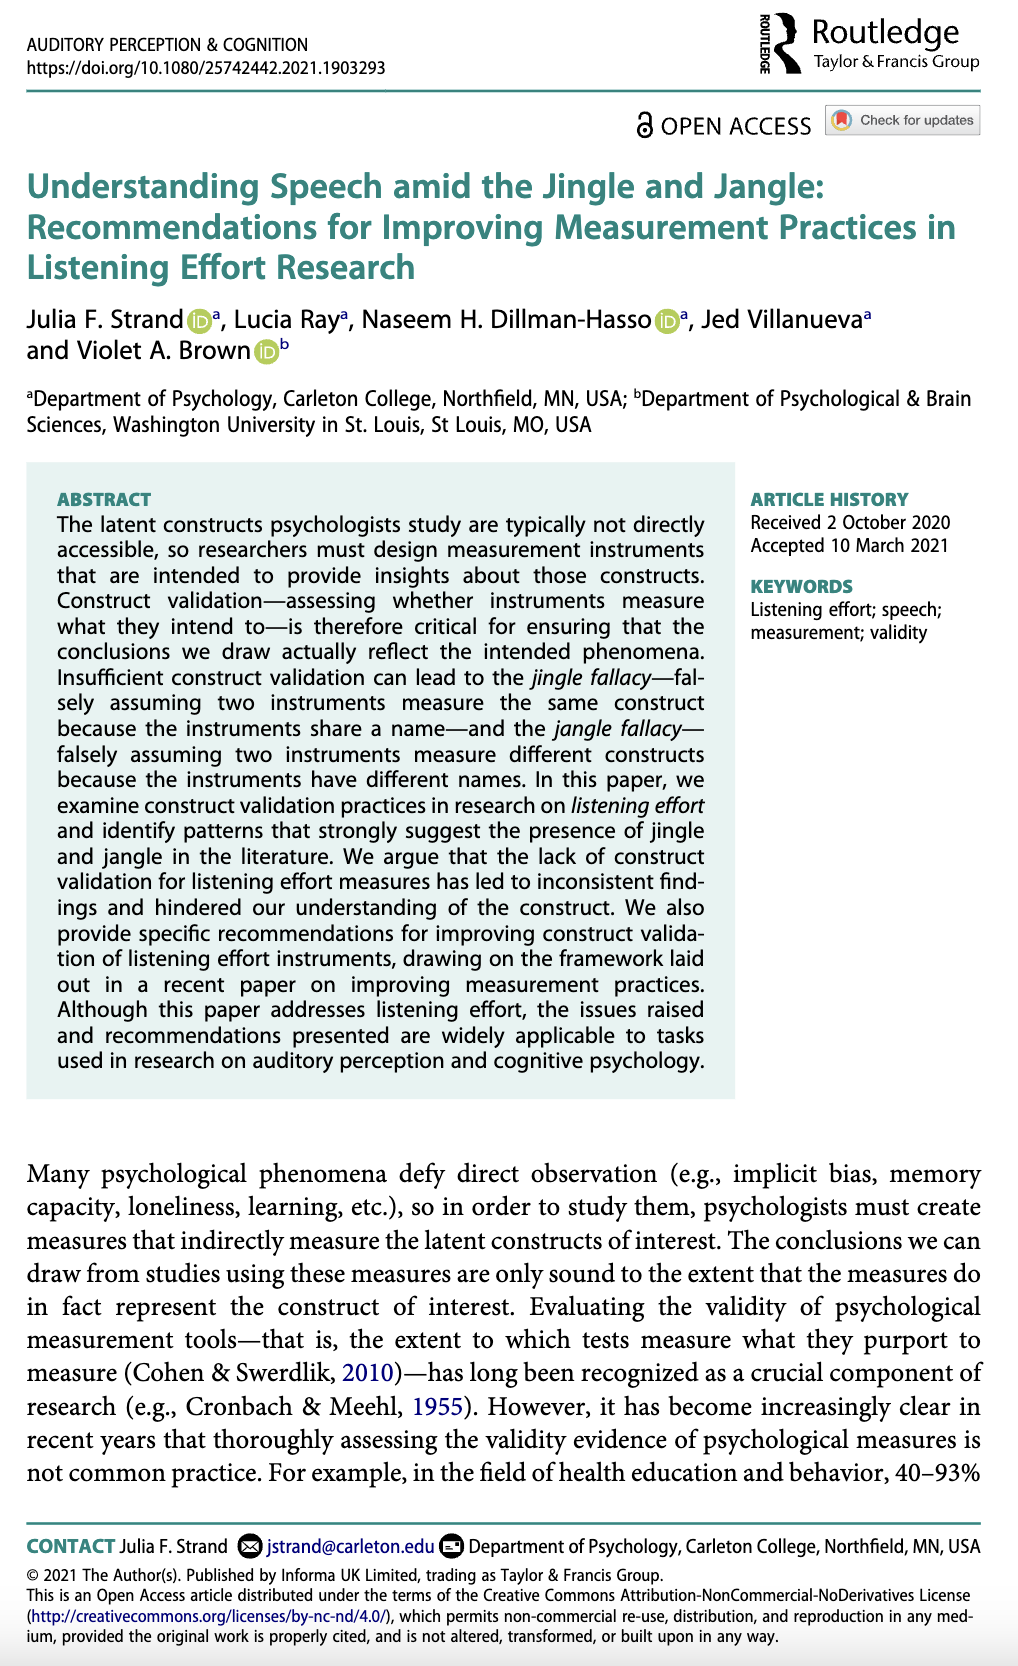 AUDITORY PERCEPTION & COGNITION
https://doi.org/10.1080/25742442.2021.1903293
ROUTLEDGE
Routledge
Taylor & Francis Group
OPEN ACCESS
Check for updates
Understanding Speech amid the Jingle and Jangle:
Recommendations for Improving Measurement Practices in
Listening Effort Research
Julia F. Strand iD a, Lucia Ray a, Naseem H. Dillman-Hasso iD a, Jed Villanueva a
and Violet A. Brown iD b
aDepartment of Psychology, Carleton College, Northfield, MN, USA; bDepartment of Psychological & Brain
Sciences, Washington University in St. Louis, St Louis, MO, USA
ABSTRACT
The latent constructs psychologists study are typically not directly
accessible, so researchers must design measurement instruments
that are intended to provide insights about those constructs.
Construct validation—assessing whether instruments measure
what they intend to—is therefore critical for ensuring that the
conclusions we draw actually reflect the intended phenomena.
Insufficient construct validation can lead to the jingle fallacy—fal-
sely assuming two instruments measure the same construct
because the instruments share a name—and the jangle fallacy—
falsely assuming two instruments measure different constructs
because the instruments have different names. In this paper, we
examine construct validation practices in research on listening effort
and identify patterns that strongly suggest the presence of jingle
and jangle in the literature. We argue that the lack of construct
validation for listening effort measures has led to inconsistent find-
ings and hindered our understanding of the construct. We also
provide specific recommendations for improving construct valida-
tion of listening effort instruments, drawing on the framework laid
out in a recent paper on improving measurement practices.
Although this paper addresses listening effort, the issues raised
and recommendations presented are widely applicable to tasks
used in research on auditory perception and cognitive psychology.
ARTICLE HISTORY
Received 2 October 2020
Accepted 10 March 2021
KEYWORDS
Listening effort; speech;
measurement; validity
Many psychological phenomena defy direct observation (e.g., implicit bias, memory
capacity, loneliness, learning, etc.), so in order to study them, psychologists must create
measures that indirectly measure the latent constructs of interest. The conclusions we can
draw from studies using these measures are only sound to the extent that the measures do
in fact represent the construct of interest. Evaluating the validity of psychological
measurement tools—that is, the extent to which tests measure what they purport to
measure (Cohen & Swerdlik, 2010)—has long been recognized as a crucial component of
research (e.g., Cronbach & Meehl, 1955). However, it has become increasingly clear in
recent years that thoroughly assessing the validity evidence of psychological measures is
not common practice. For example, in the field of health education and behavior, 40–93%
CONTACT Julia F. Strand jstrand@carleton.edu Department of Psychology, Carleton College, Northfield, MN, USA
© 2021 The Author(s). Published by Informa UK Limited, trading as Taylor & Francis Group.
This is an Open Access article distributed under the terms of the Creative Commons Attribution-NonCommercial-NoDerivatives License
(http://creativecommons.org/licenses/by-nc-nd/4.0/), which permits non-commercial re-use, distribution, and reproduction in any med-
ium, provided the original work is properly cited, and is not altered, transformed, or built upon in any way.